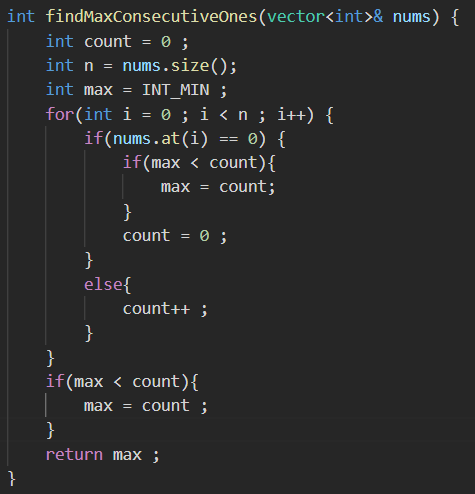 int findMaxConsecutiveOnes(vector<int>& nums) {
    int count = 0 ;
    int n = nums.size();
    int max = INT_MIN ;
    for(int i = 0 ; i < n ; i++) {
        if(nums.at(i) == 0) {
            if(max < count){
                max = count;
            }
            count = 0 ;
        }
        else{
            count++ ;
        }
    }
    if(max < count){
        max = count ;
    }
    return max ;
}